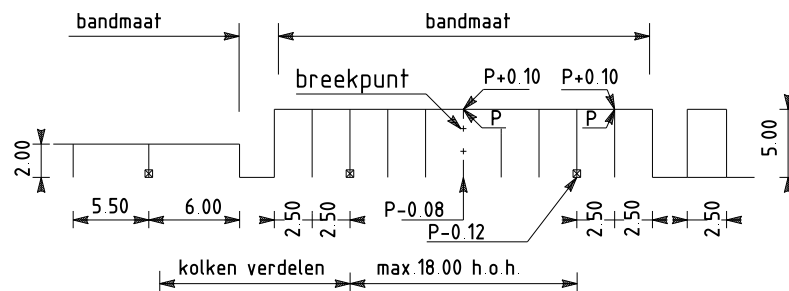 bandmaat
bandmaat
breekpunt
P+0.10
P+0.10
P
P
2.00
5.00
5.50
6.00
2.50
2.50
P-0.08
P-0.12
2.50
2.50
2.50
kolken verdelen
max.18.00 h.o.h.